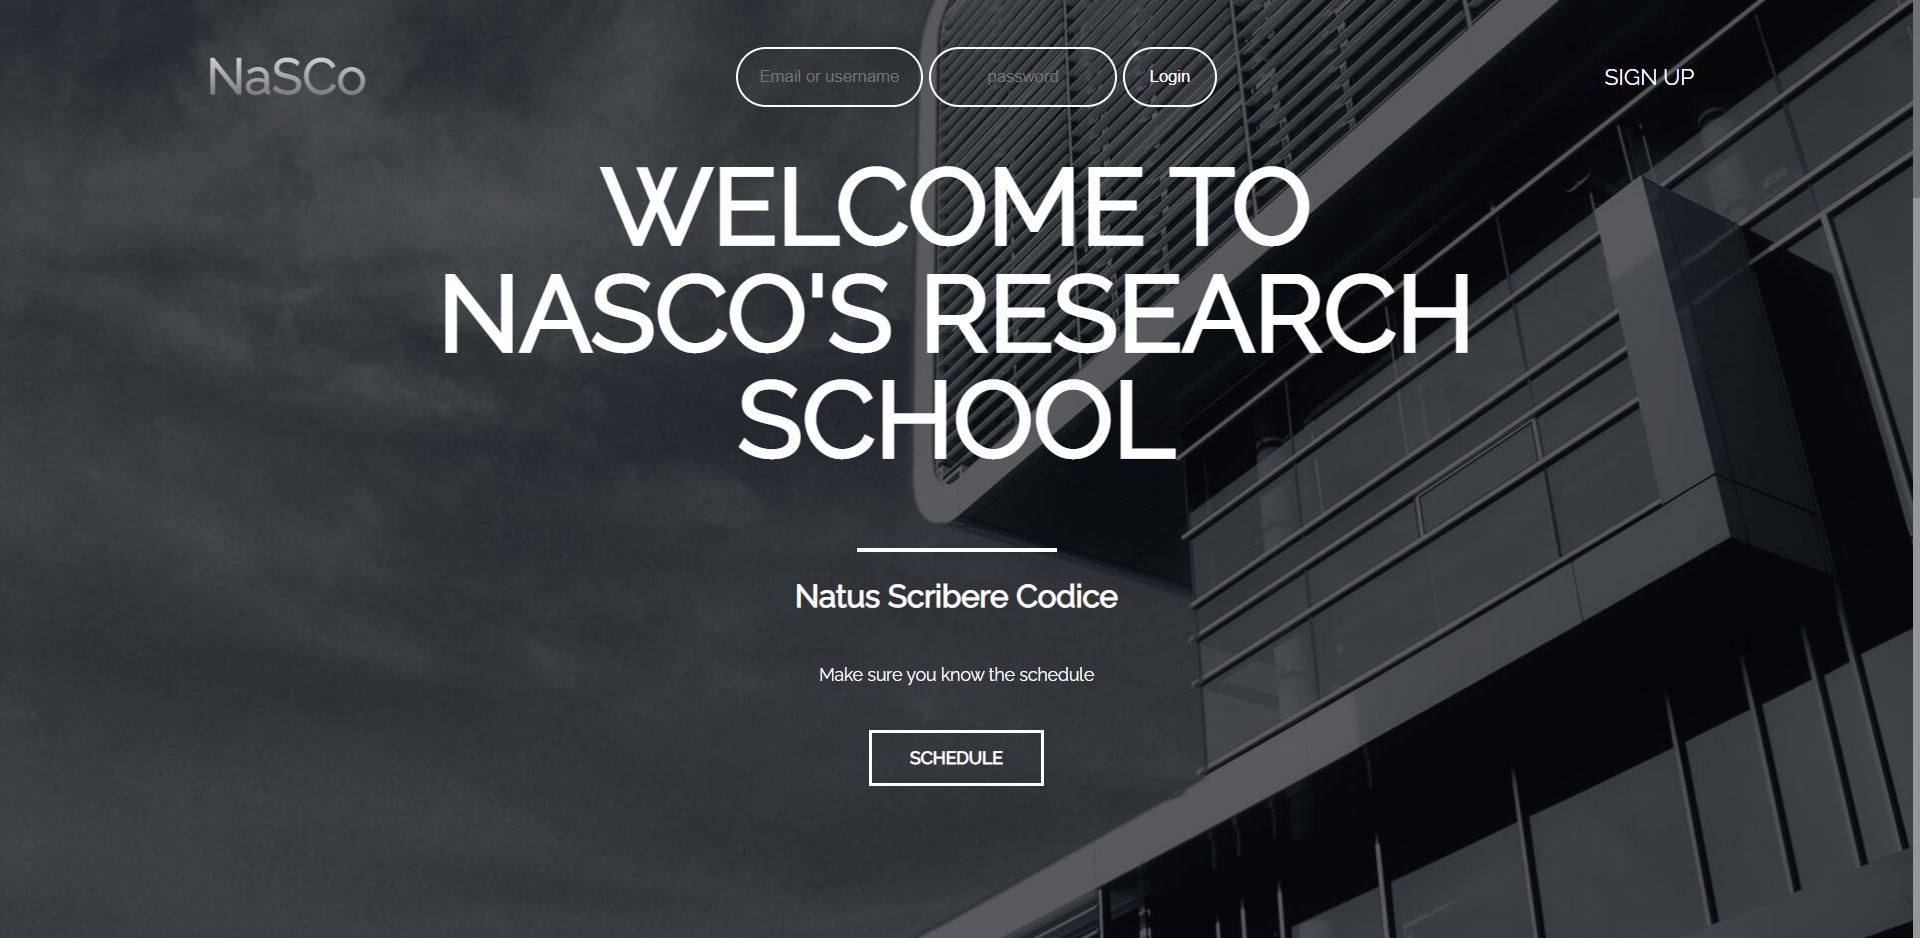 NaSCo
Email or username
password
Login
SIGN UP
WELCOME TO
NASCO'S RESEARCH
SCHOOL
Natus Scribere Codice
Make sure you know the schedule
SCHEDULE